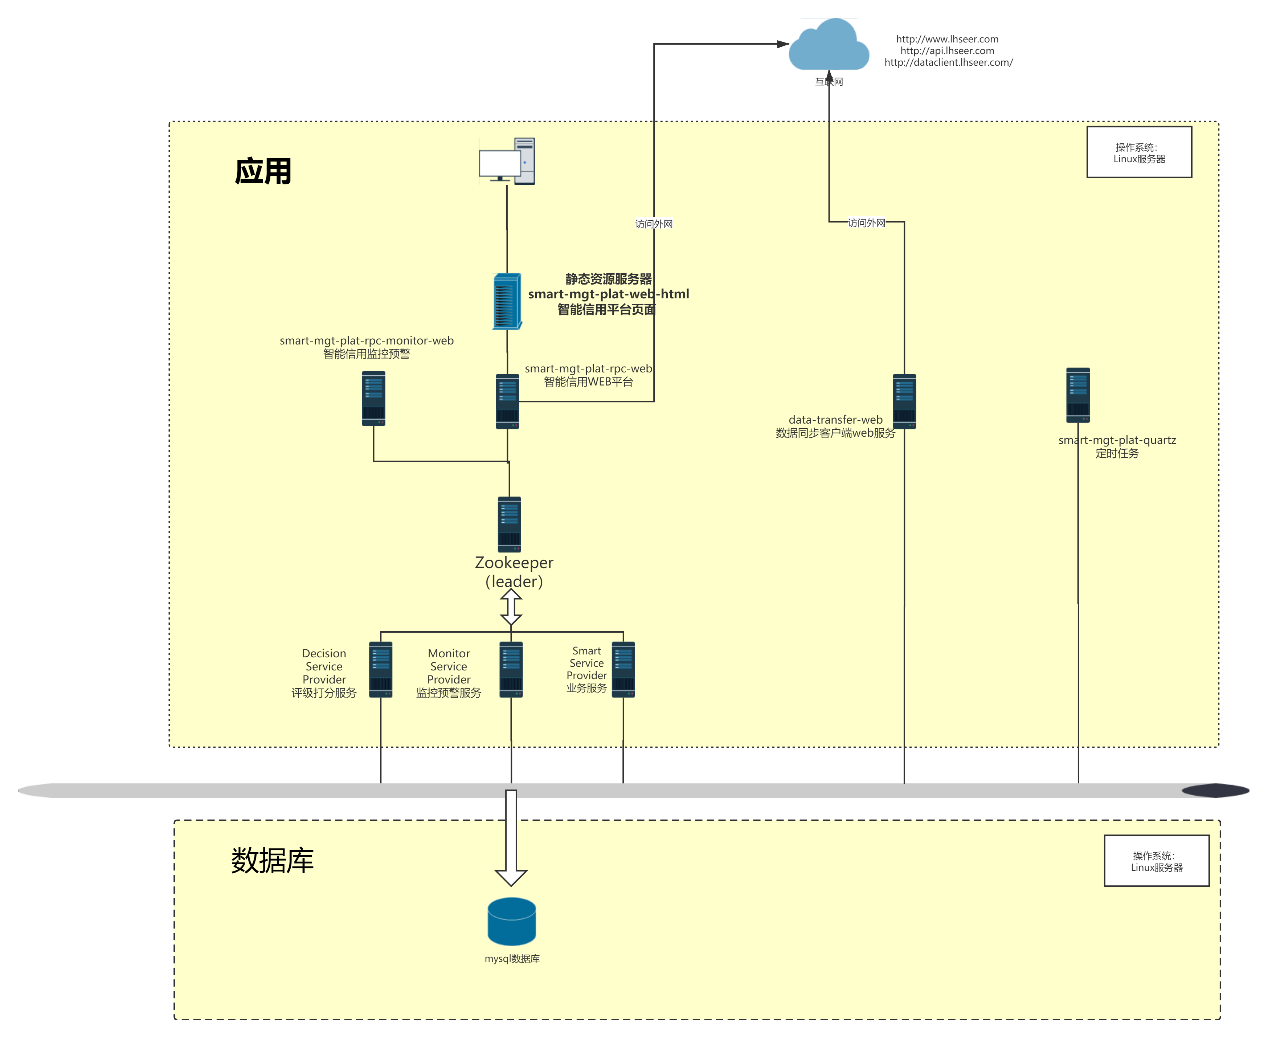 http://www.lhseer.com
http://api.lhseer.com
http://dataclient.lhseer.com/
互联网
应用
操作系统：
Linux服务器
访问外网
访问外网
静态资源服务器
smart-mgt-plat-web-html
智能信用平台页面
smart-mgt-plat-rpc-monitor-web
智能信用监控预警
smart-mgt-plat-rpc-web
智能信用WEB平台
data-transfer-web
数据同步客户端web服务
smart-mgt-plat-quartz
定时任务
Zookeeper
（leader）
Decision
Service
Provider
评级打分服务
Monitor
Service
Provider
监控预警服务
Smart
Service
Provider
业务服务
数据库
操作系统：
Linux服务器
mysql数据库